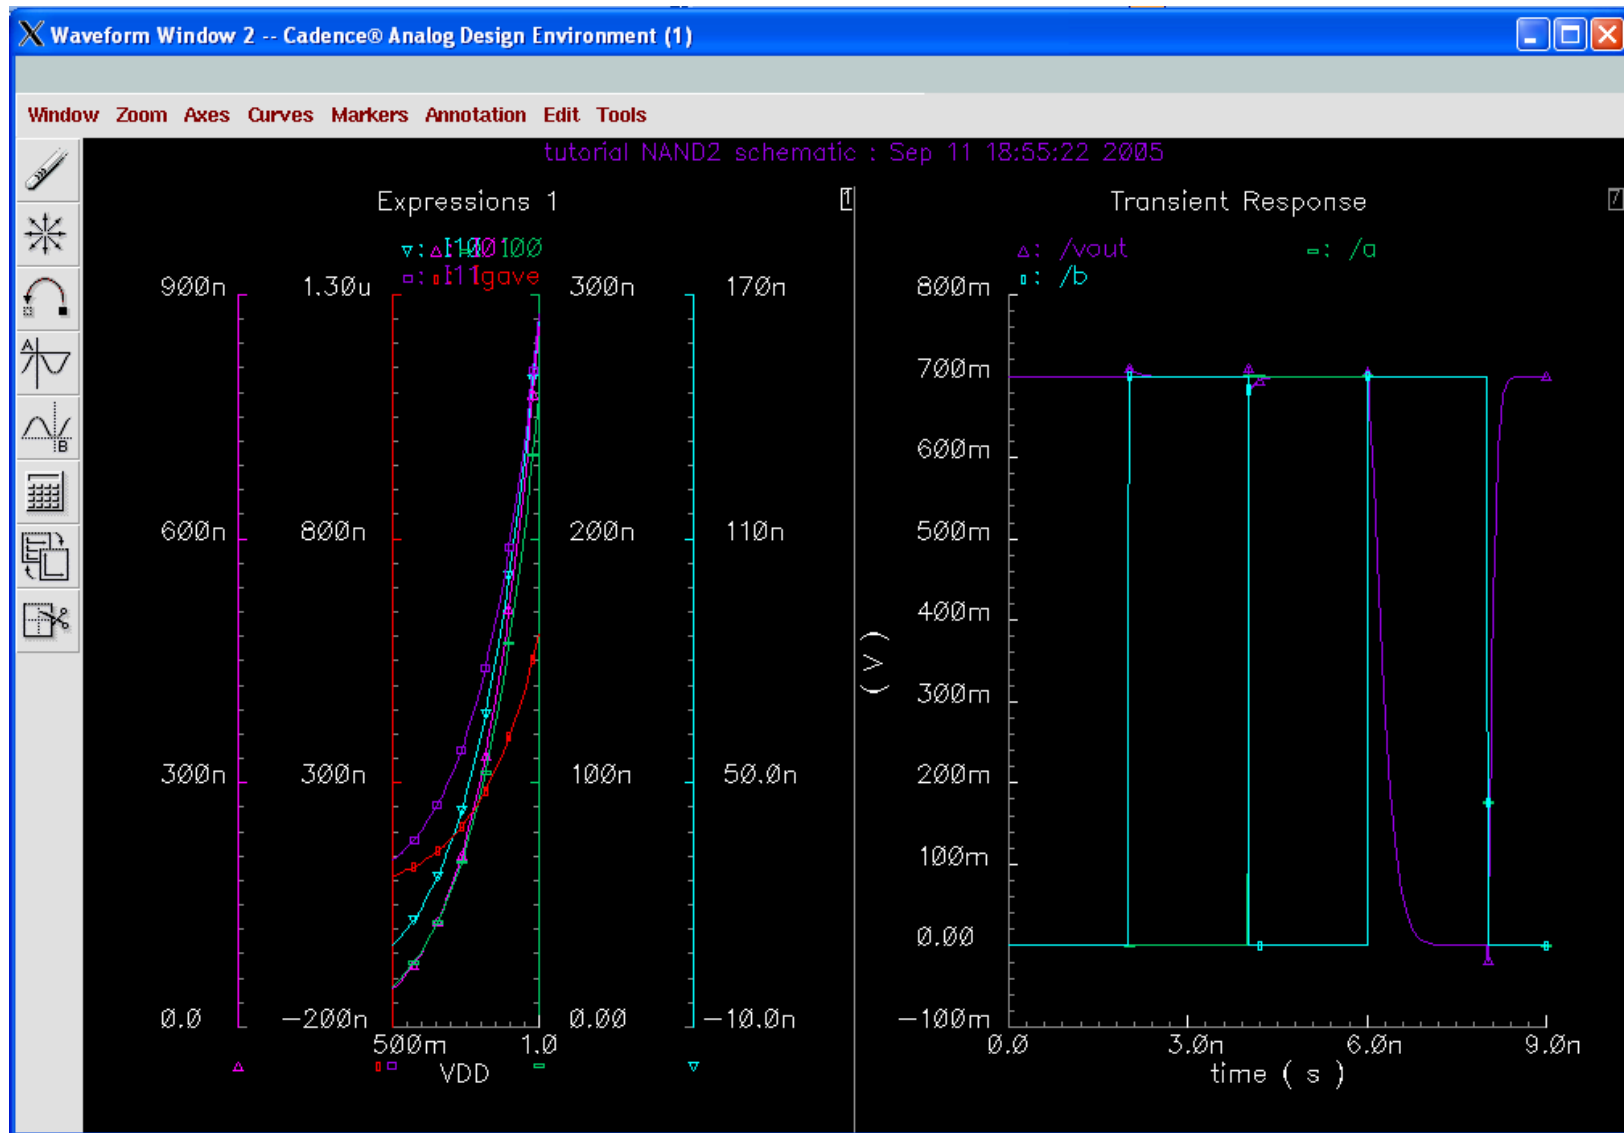 Waveform Window 2 -- Cadence® Analog Design Environment (1)
Window Zoom Axes Curves Markers Annotation Edit Tools
tutorial NAND2 schematic : Sep 11 18:55:22 2005
Expressions 1
1
I00
900n 1.30u 300n 170n
600n 800n 200n 110n
300n 300n 100n 50.0n
0.0 -200n 0.00 -10.0n
500m 1.0
VDD
Transient Response
7
: /vout : /a
: /b
800m
700m
600m
500m
400m
(V)
300m
200m
100m
0.00
-100m
0.0 3.0n 6.0n 9.0n
time ( s )
A
B